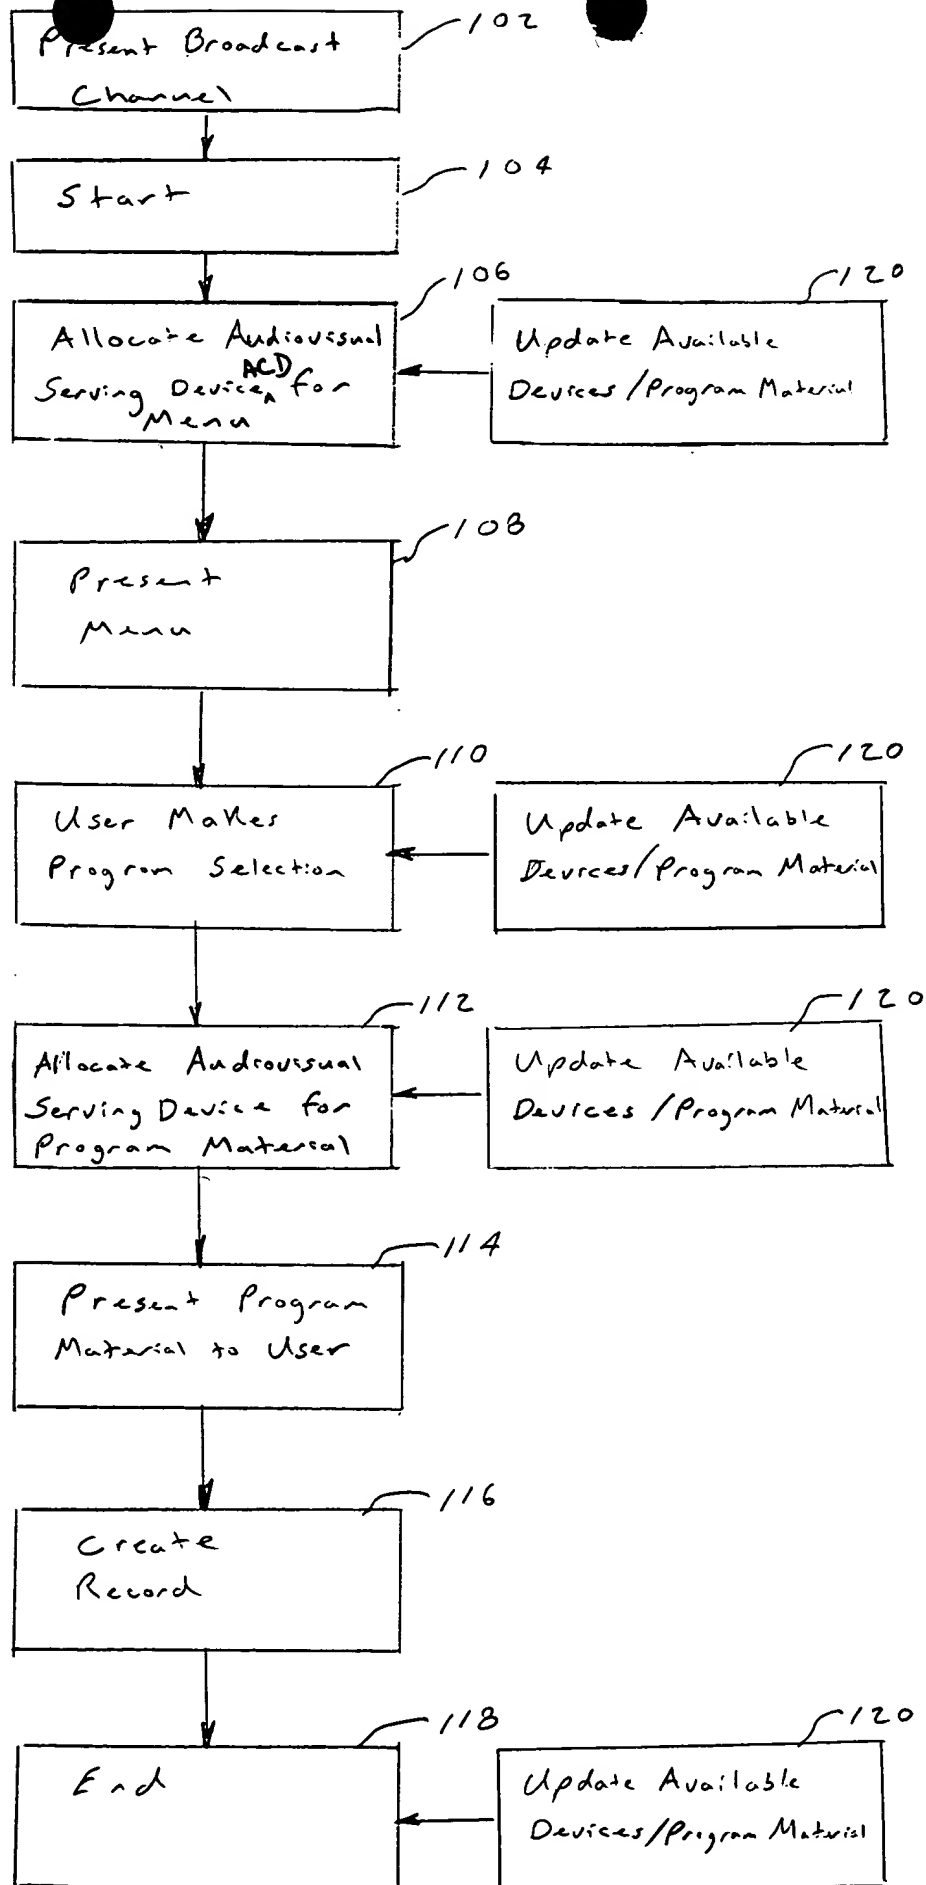 102
Present Broadcast
Channel
104
Start
106
Allocate Audiovisual
ACD
Serving Device ^ for
Menu
120
Update Available
Devices/Program Material
108
Present
Menu
110
User Makes
Program Selection
120
Update Available
Devices/Program Material
112
Allocate Audiovisual
Serving Device for
Program Material
120
Update Available
Devices/Program Material
114
Present Program
Material to User
116
Create
Record
118
End
120
Update Available
Devices/Program Material